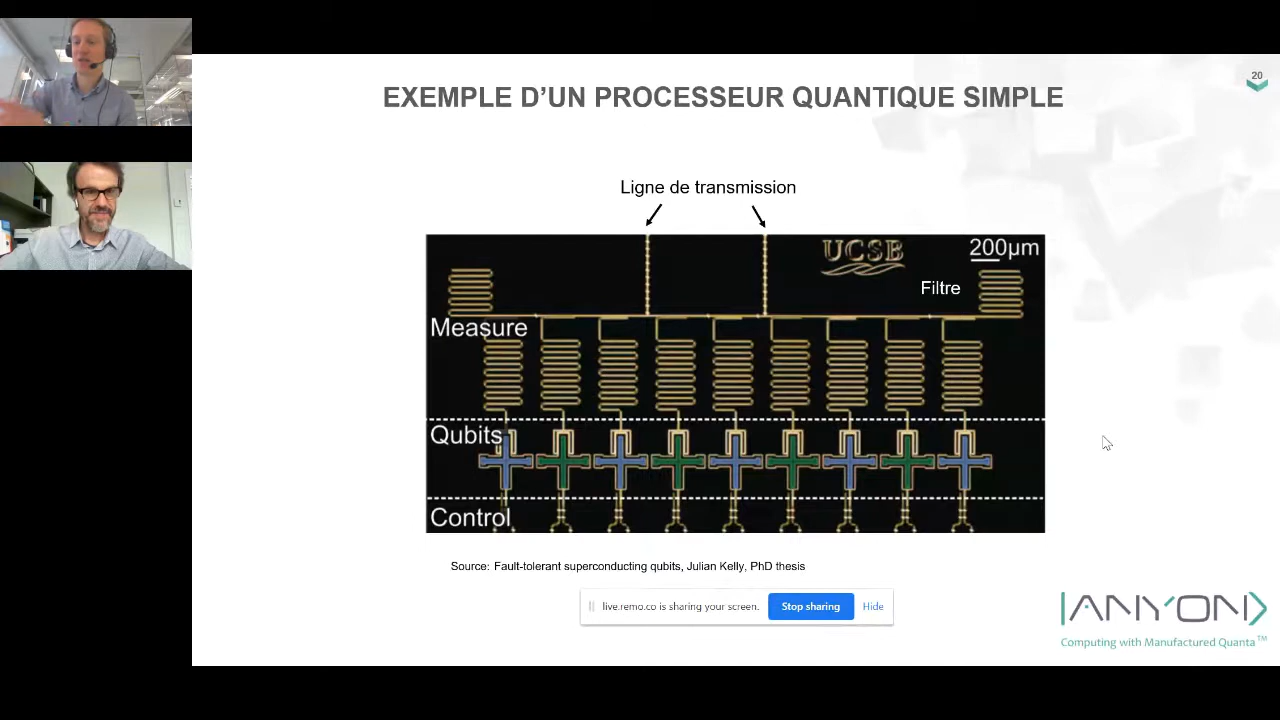 20
EXEMPLE D'UN PROCESSEUR QUANTIQUE SIMPLE
Ligne de transmission
UCSB
200µm
Filtre
Measure
Qubits
Control
Source: Fault-tolerant superconducting qubits, Julian Kelly, PhD thesis
live.remo.co is sharing your screen.
Stop sharing
Hide
|ANYON>
Computing with Manufactured Quanta™